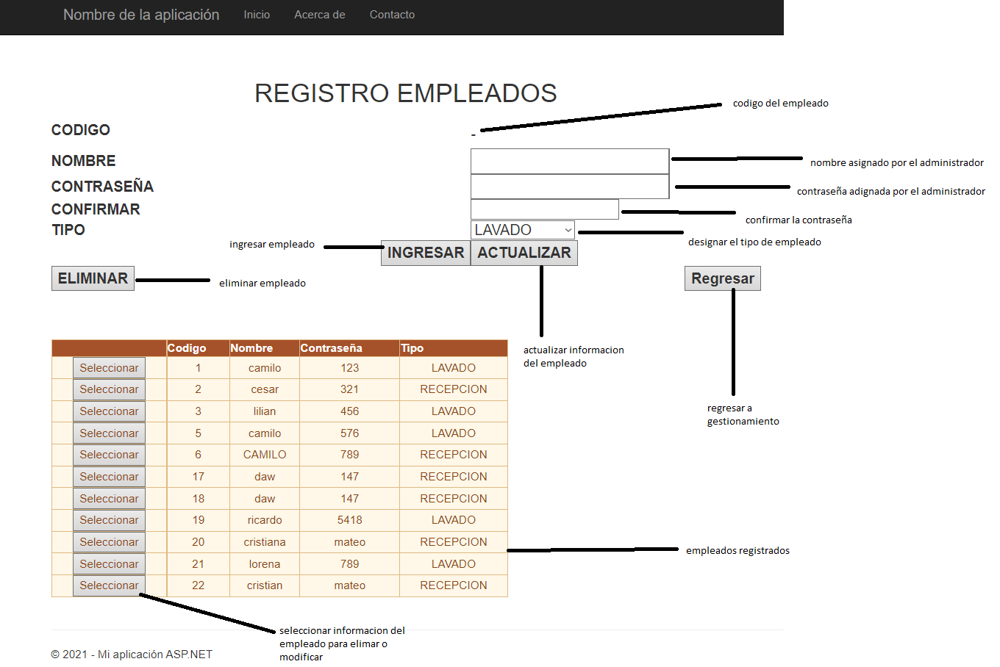 Nombre de la aplicación Inicio Acerca de Contacto
REGISTRO EMPLEADOS
codigo del empleado
CODIGO -
NOMBRE
nombre asignado por el administrador
CONTRASEÑA
contraseña adignada por el administrador
CONFIRMAR
confirmar la contraseña
TIPO LAVADO
designar el tipo de empleado
ingresar empleado
INGRESAR ACTUALIZAR
ELIMINAR
eliminar empleado
Regresar
actualizar informacion
del empleado
regresar a
gestionamiento
Codigo Nombre Contraseña Tipo
Seleccionar 1 camilo 123 LAVADO
Seleccionar 2 cesar 321 RECEPCION
Seleccionar 3 lilian 456 LAVADO
Seleccionar 5 camilo 576 LAVADO
Seleccionar 6 CAMILO 789 RECEPCION
Seleccionar 17 daw 147 RECEPCION
Seleccionar 18 daw 147 RECEPCION
Seleccionar 19 ricardo 5418 LAVADO
Seleccionar 20 cristiana mateo RECEPCION
Seleccionar 21 lorena 789 LAVADO
Seleccionar 22 cristian mateo RECEPCION
empleados registrados
seleccionar informacion del
empleado para elimar o
modificar
© 2021 - Mi aplicación ASP.NET